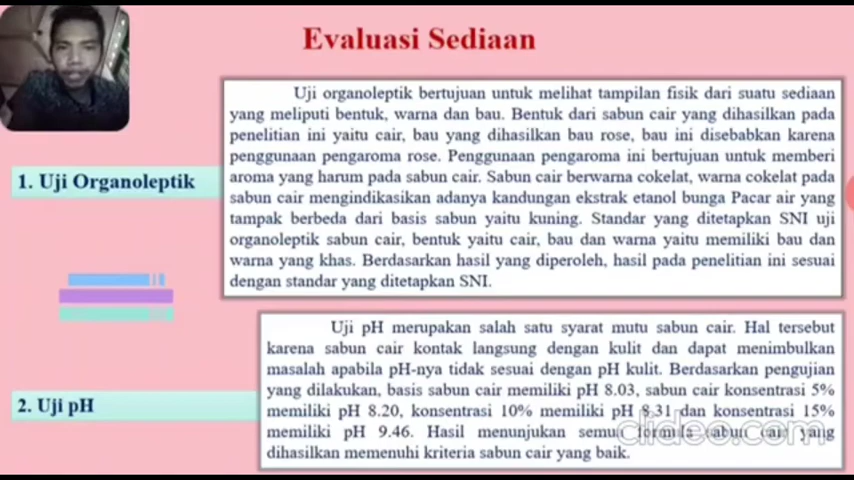 Evaluasi Sediaan
1. Uji Organoleptik
Uji organoleptik bertujuan untuk melihat tampilan fisik dari suatu sediaan
yang meliputi bentuk, warna dan bau. Bentuk dari sabun cair yang dihasilkan pada
penelitian ini yaitu cair, bau yang dihasilkan bau rose, bau ini disebabkan karena
penggunaan pengaroma rose. Penggunaan pengaroma ini bertujuan untuk memberi
aroma yang harum pada sabun cair. Sabun cair berwarna cokelat, warna cokelat pada
sabun cair mengindikasikan adanya kandungan ekstrak etanol bunga Pacar air yang
tampak berbeda dari basis sabun yaitu kuning. Standar yang ditetapkan SNI uji
organoleptik sabun cair, bentuk yaitu cair, bau dan warna yaitu memiliki bau dan
warna yang khas. Berdasarkan hasil yang diperoleh, hasil pada penelitian ini sesuai
dengan standar yang ditetapkan SNI.
2. Uji pH
Uji pH merupakan salah satu syarat mutu sabun cair. Hal tersebut
karena sabun cair kontak langsung dengan kulit dan dapat menimbulkan
masalah apabila pH-nya tidak sesuai dengan pH kulit. Berdasarkan pengujian
yang dilakukan, basis sabun cair memiliki pH 8.03, sabun cair konsentrasi 5%
memiliki pH 8.20, konsentrasi 10% memiliki pH 8.31 dan konsentrasi 15%
memiliki pH 9.46. Hasil menunjukan semua formula sabun cair yang
dihasilkan memenuhi kriteria sabun cair yang baik.
clideo.com